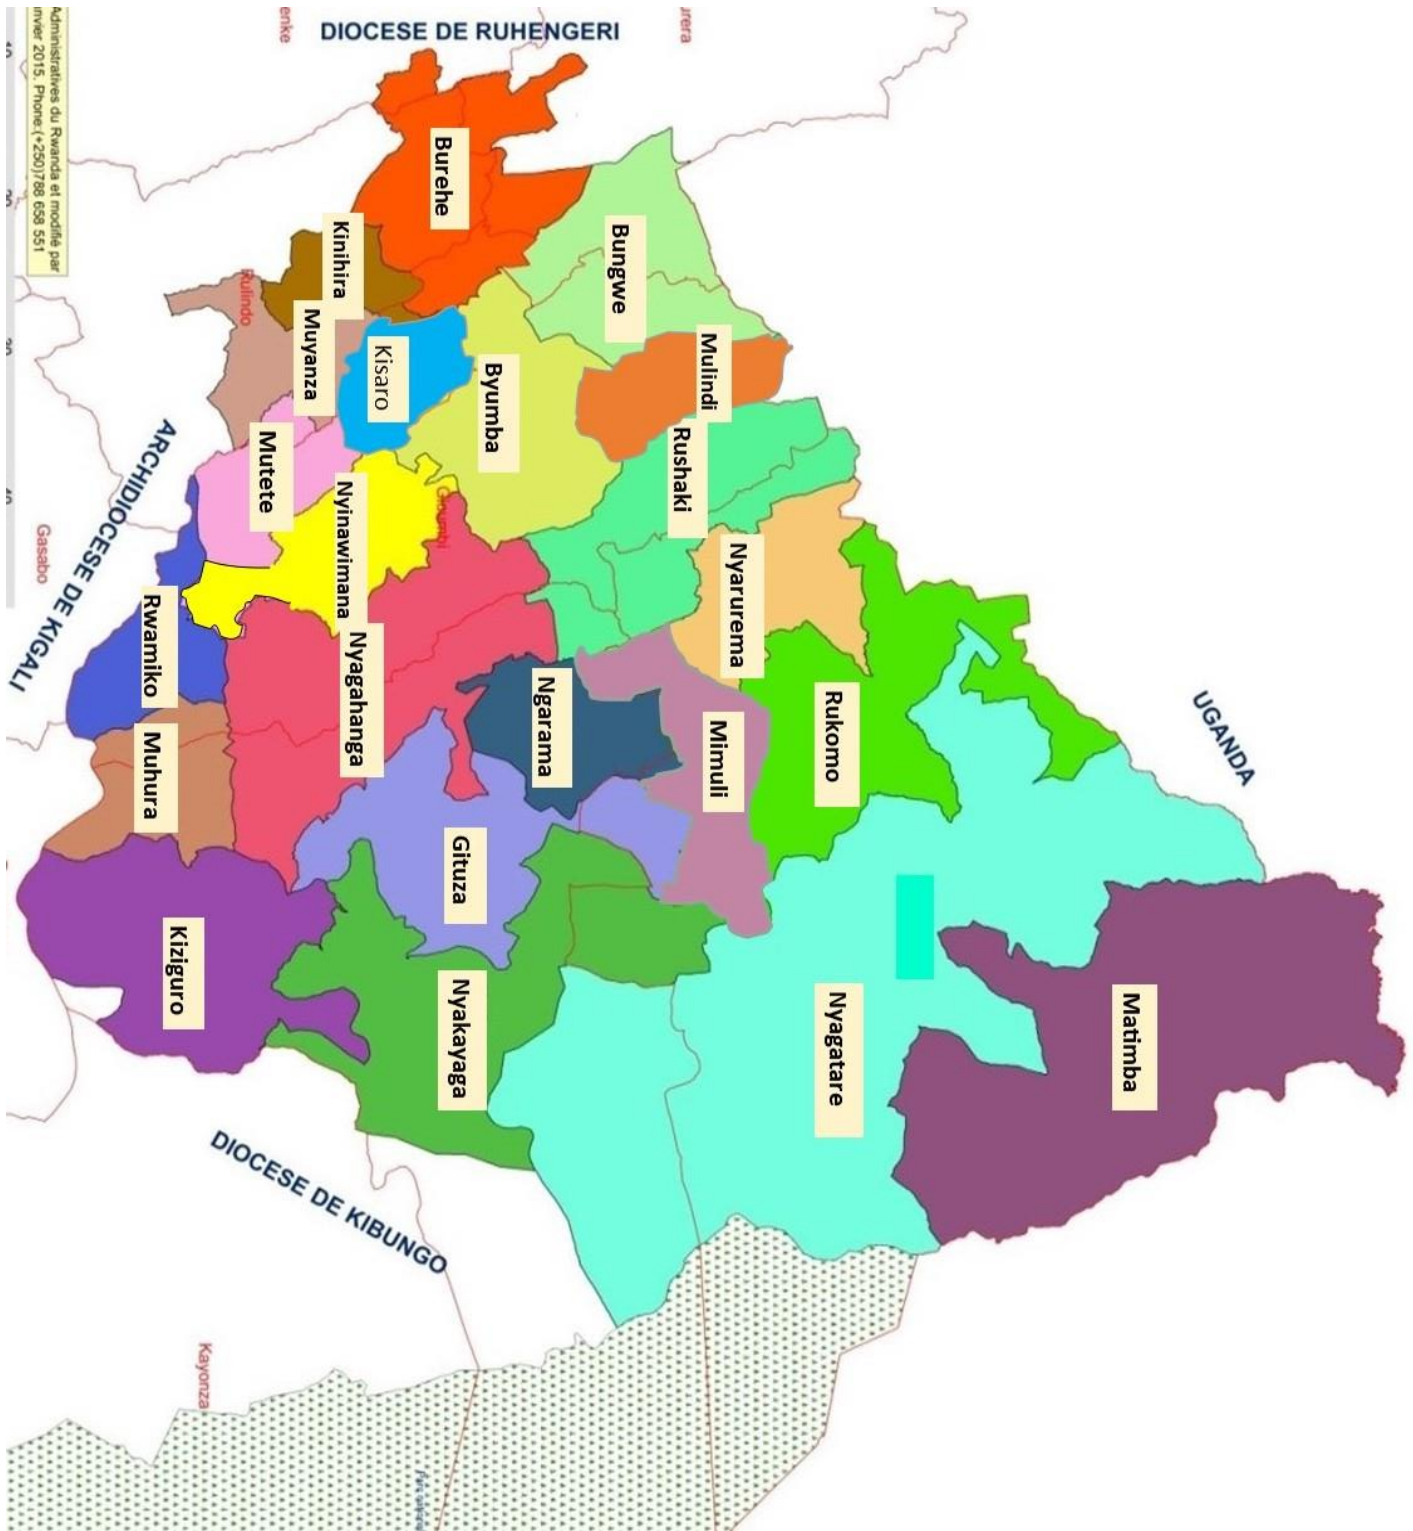 DIOCESE DE RUHENGERI
Administratives du Rwanda et modifié par
2015. Phone:(+250)788 658 551
Burehe
Bungwe
Kinihira
Rulindo
Muyanza
Kisaro
Byumba
Mulindi
Rushaki
Mutete
Nyinawimana
Nyarurema
ARCHIDIOCESE DE KIGALI
Gasabo
Rwamiko
Nyagahanga
Ngarama
Mimuli
Rukomo
UGANDA
Muhura
Gituza
Kiziguro
Nyakayaga
Nyagatare
Matimba
DIOCESE DE KIBUNGO
Kayonza